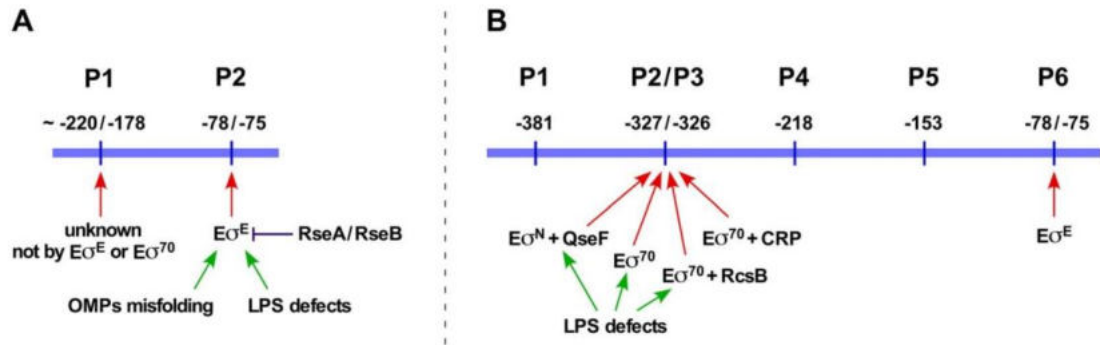 A
P1 P2
~ -220/-178 -78/-75
unknown
not by Eσᴱ or Eσ⁷⁰
Eσᴱ
RseA/RseB
OMPs misfolding LPS defects
B
P1 P2/P3 P4 P5 P6
-381 -327/-326 -218 -153 -78/-75
Eσᴺ + QseF
Eσ⁷⁰
Eσ⁷⁰ + RcsB
Eσ⁷⁰ + CRP
LPS defects
Eσᴱ